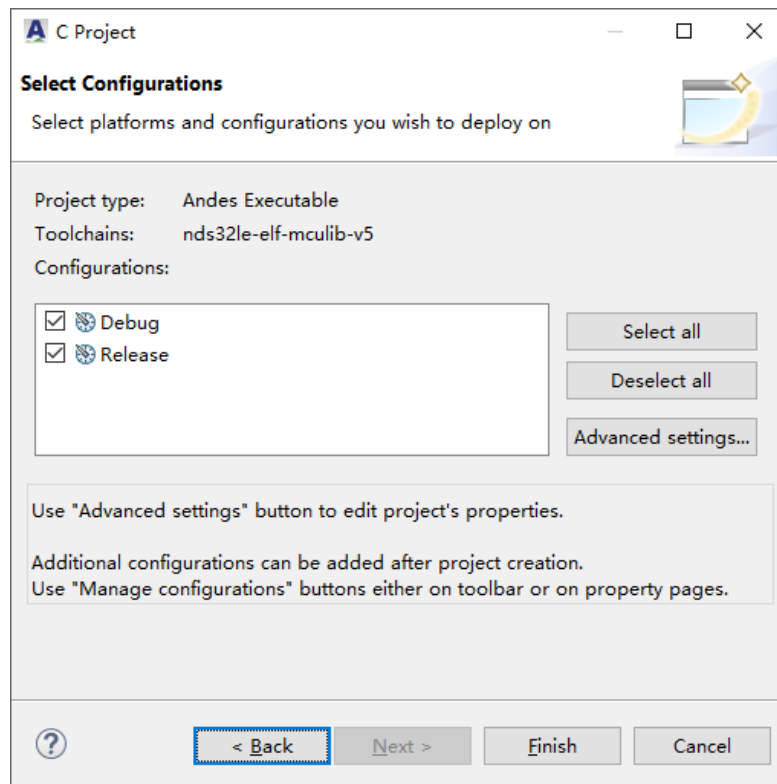 C Project
Select Configurations
Select platforms and configurations you wish to deploy on
Project type: Andes Executable
Toolchains: nds32le-elf-mculib-v5
Configurations:
Debug
Release
Select all
Deselect all
Advanced settings...
Use "Advanced settings" button to edit project's properties.
Additional configurations can be added after project creation.
Use "Manage configurations" buttons either on toolbar or on property pages.
?
< Back
Next >
Finish
Cancel